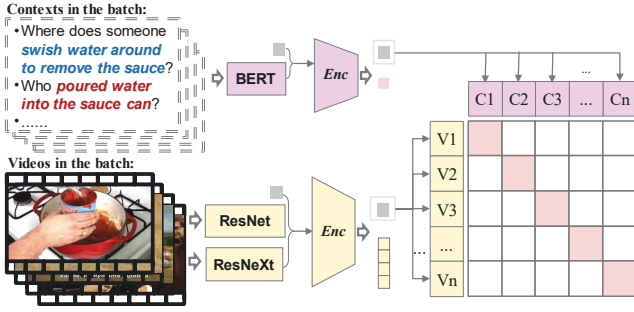 Contexts in the batch:
•Where does someone
swish water around
to remove the sauce?
•Who poured water
into the sauce can?
•......
BERT
Enc
...
C1 C2 C3 ... Cn
Videos in the batch:
ResNet
ResNeXt
Enc
V1
V2
V3
... ...
Vn